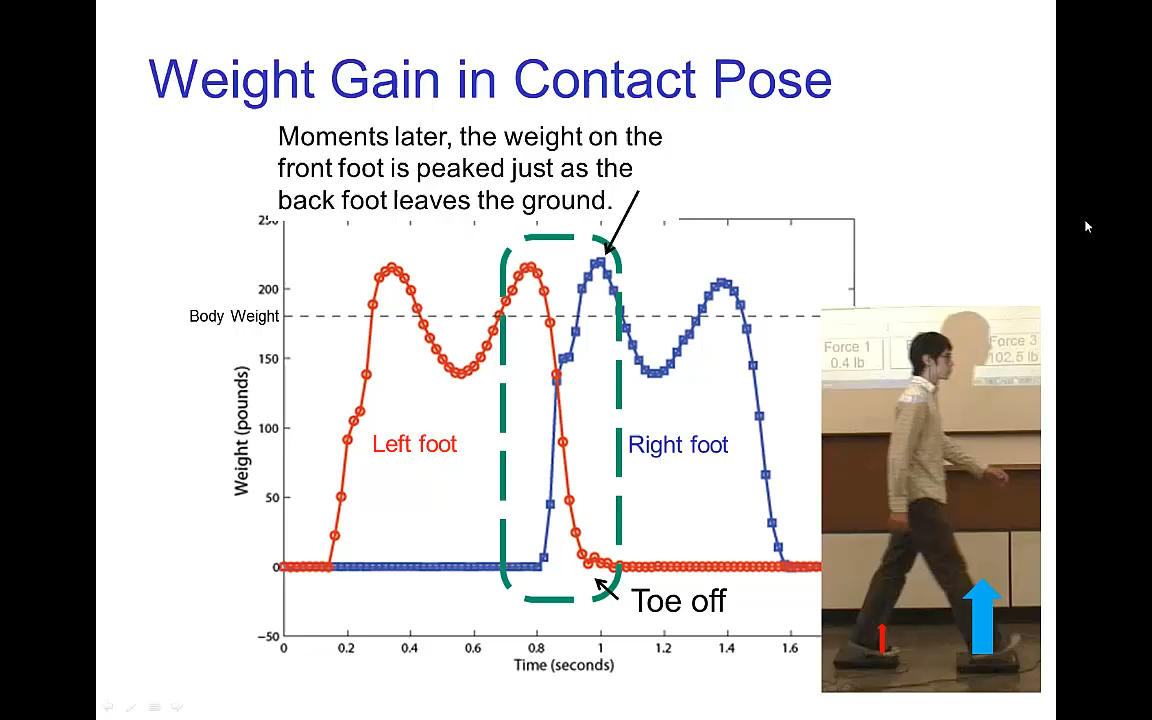 Weight Gain in Contact Pose
Moments later, the weight on the
front foot is peaked just as the
back foot leaves the ground.
200
Body Weight
150
100
50
0
−50
Weight (pounds)
Left foot
Right foot
Toe off
0 0.2 0.4 0.6 0.8 1 1.2 1.4 1.6
Time (seconds)
Force 1
0.4 lb
Force 3
102.5 lb